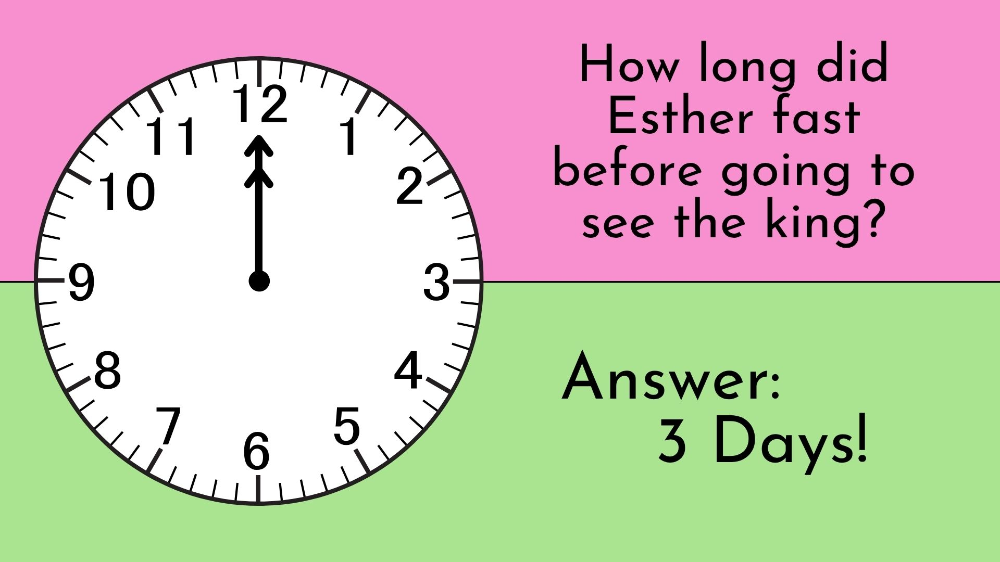 12
11
1
10
2
9
3
8
4
7
5
6
How long did
Esther fast
before going to
see the king?
Answer:
3 Days!